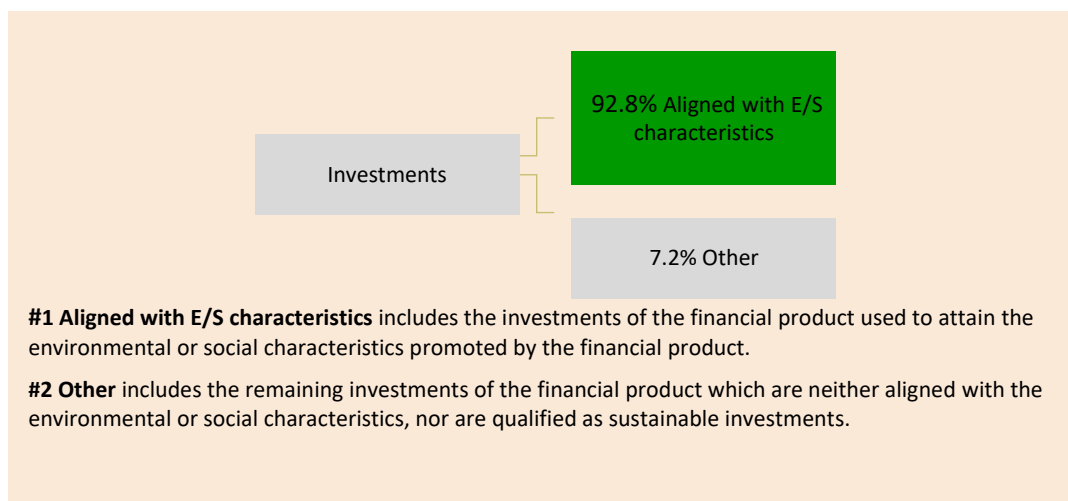 92.8% Aligned with E/S
characteristics
Investments
7.2% Other
#1 Aligned with E/S characteristics includes the investments of the financial product used to attain the
environmental or social characteristics promoted by the financial product.
#2 Other includes the remaining investments of the financial product which are neither aligned with the
environmental or social characteristics, nor are qualified as sustainable investments.